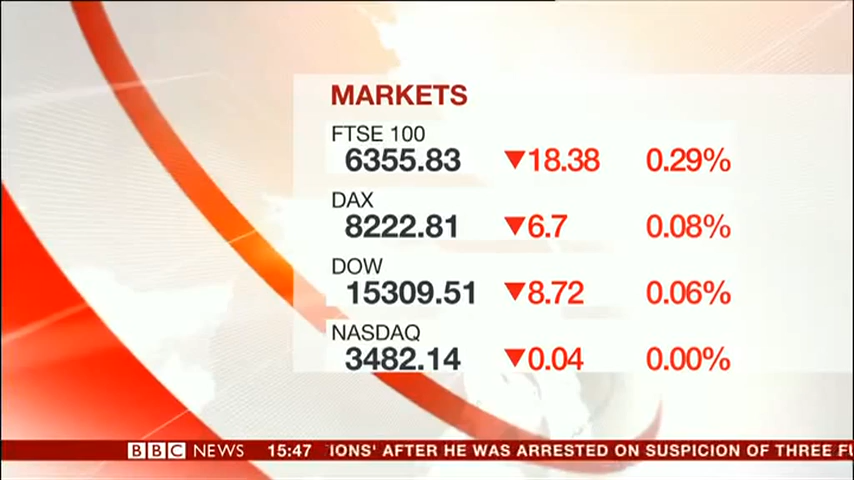 MARKETS
FTSE 100
6355.83 ▼18.38 0.29%
DAX
8222.81 ▼6.7 0.08%
DOW
15309.51 ▼8.72 0.06%
NASDAQ
3482.14 ▼0.04 0.00%
BBC NEWS 15:47 IONS' AFTER HE WAS ARRESTED ON SUSPICION OF THREE FU